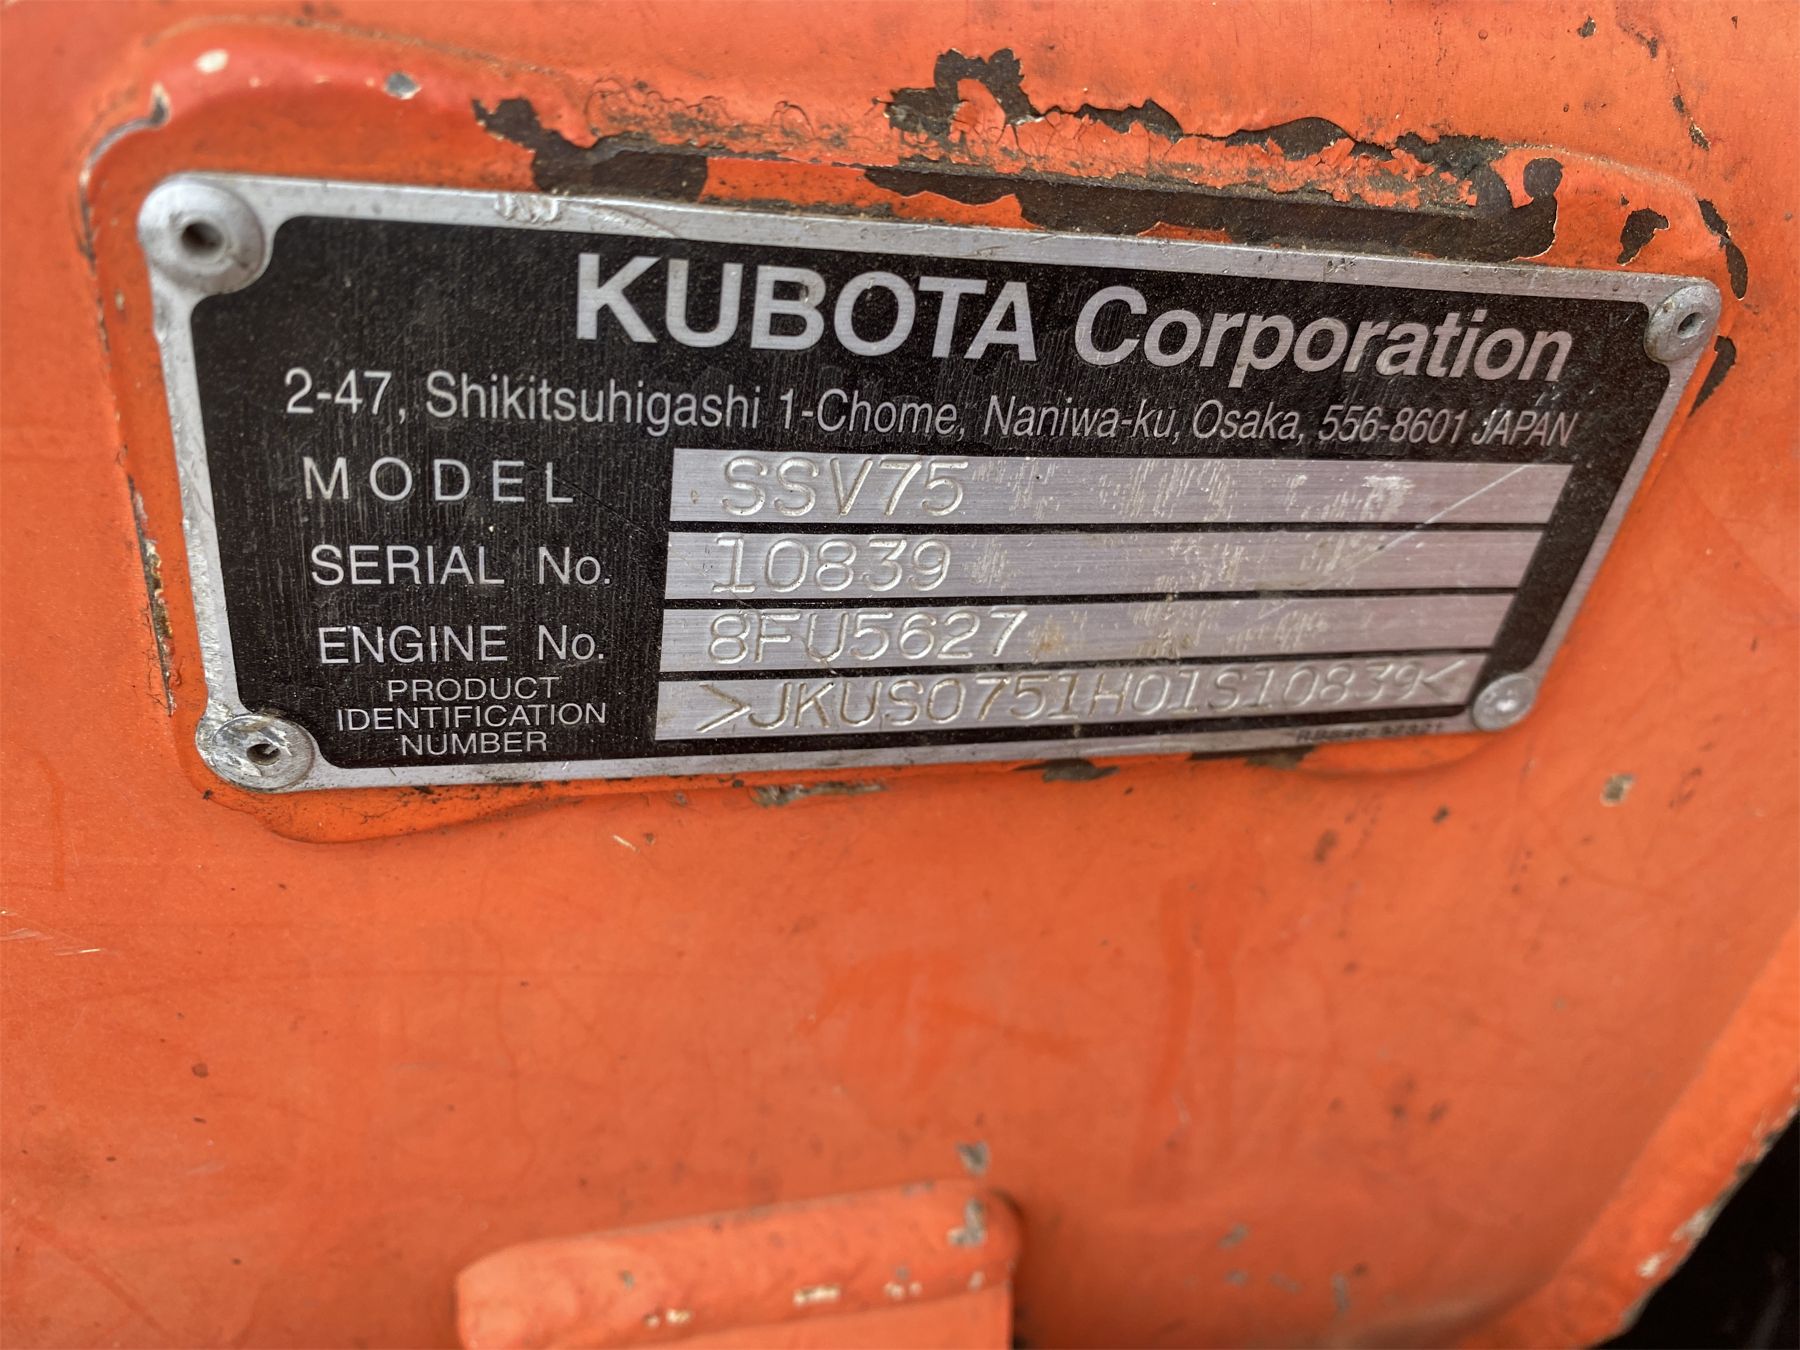 KUBOTA Corporation
2-47, Shikitsuhigashi 1-Chome, Naniwa-ku, Osaka, 556-8601 JAPAN
MODEL SSV75
SERIAL No. 10839
ENGINE No. 8FU5627
PRODUCT
IDENTIFICATION
NUMBER
>JKUS0751H01S10839<